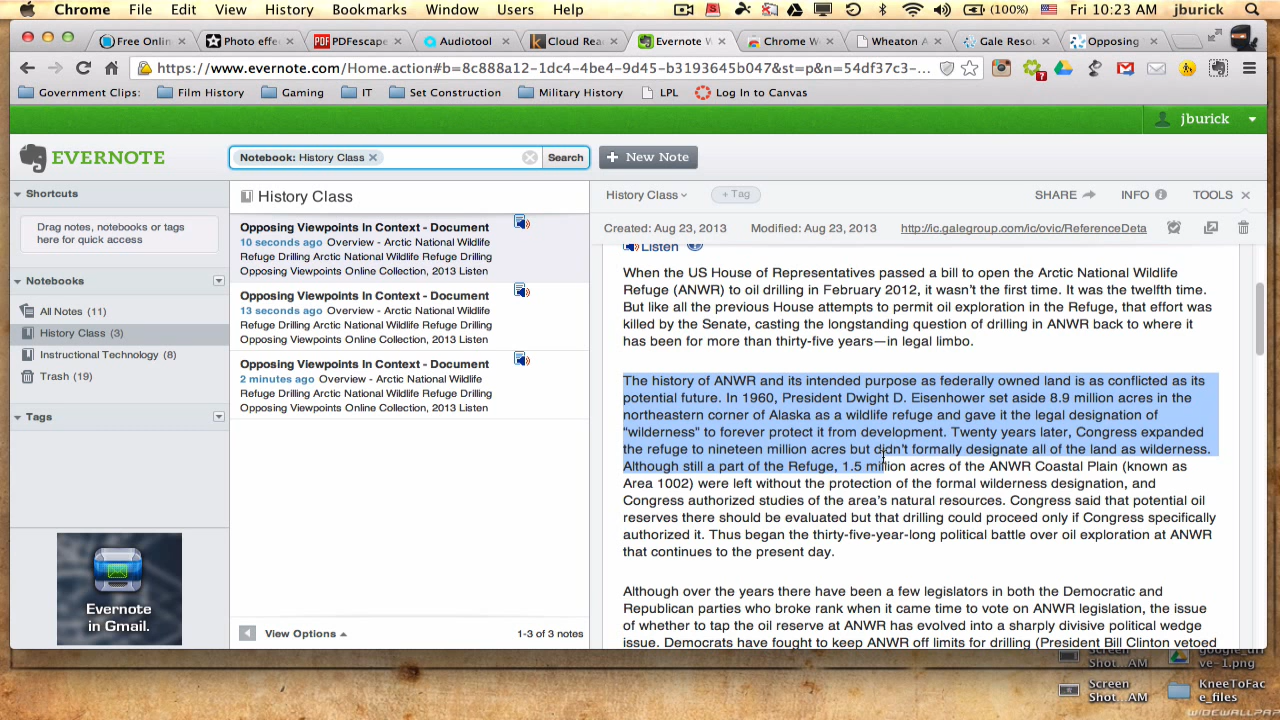 Chrome File Edit View History Bookmarks Window Users Help (100%) Fri 10:23 AM jburick
Free Onlin Photo effe PDFescape Audiotool Cloud Rea Evernote W Chrome W Wheaton A Gale Reso Opposing
https://www.evernote.com/Home.action#b=8c888a12-1dc4-4be4-9d45-b3193645b047&st=p&n=54df37c3-... 7
Government Clips: Film History Gaming IT Set Construction Military History LPL Log In to Canvas
jburick
EVERNOTE
Notebook: History Class
Search
+ New Note
Shortcuts
Drag notes, notebooks or tags
here for quick access
Notebooks
All Notes (11)
History Class (3)
Instructional Technology (8)
Trash (19)
Tags
Evernote
in Gmail.
History Class
Opposing Viewpoints In Context - Document
10 seconds ago Overview - Arctic National Wildlife
Refuge Drilling Arctic National Wildlife Refuge Drilling
Opposing Viewpoints Online Collection, 2013 Listen
Opposing Viewpoints In Context - Document
13 seconds ago Overview - Arctic National Wildlife
Refuge Drilling Arctic National Wildlife Refuge Drilling
Opposing Viewpoints Online Collection, 2013 Listen
Opposing Viewpoints In Context - Document
2 minutes ago Overview - Arctic National Wildlife
Refuge Drilling Arctic National Wildlife Refuge Drilling
Opposing Viewpoints Online Collection, 2013 Listen
View Options 1-3 of 3 notes
History Class + Tag SHARE INFO TOOLS
Created: Aug 23, 2013 Modified: Aug 23, 2013 http://ic.galegroup.com/ic/ovic/ReferenceDeta
Listen
When the US House of Representatives passed a bill to open the Arctic National Wildlife
Refuge (ANWR) to oil drilling in February 2012, it wasn't the first time. It was the twelfth time.
But like all the previous House attempts to permit oil exploration in the Refuge, that effort was
killed by the Senate, casting the longstanding question of drilling in ANWR back to where it
has been for more than thirty-five years—in legal limbo.
The history of ANWR and its intended purpose as federally owned land is as conflicted as its
potential future. In 1960, President Dwight D. Eisenhower set aside 8.9 million acres in the
northeastern corner of Alaska as a wildlife refuge and gave it the legal designation of
"wilderness" to forever protect it from development. Twenty years later, Congress expanded
the refuge to nineteen million acres but didn't formally designate all of the land as wilderness.
Although still a part of the Refuge, 1.5 million acres of the ANWR Coastal Plain (known as
Area 1002) were left without the protection of the formal wilderness designation, and
Congress authorized studies of the area's natural resources. Congress said that potential oil
reserves there should be evaluated but that drilling could proceed only if Congress specifically
authorized it. Thus began the thirty-five-year-long political battle over oil exploration at ANWR
that continues to the present day.
Although over the years there have been a few legislators in both the Democratic and
Republican parties who broke rank when it came time to vote on ANWR legislation, the issue
of whether to tap the oil reserve at ANWR has evolved into a sharply divisive political wedge
issue. Democrats have fought to keep ANWR off limits for drilling (President Bill Clinton vetoed
Screen
Shot...AM
google_dri
ve-1.png
Screen
Shot...AM
KneeToFac
e_files
WIDEWALLPAP